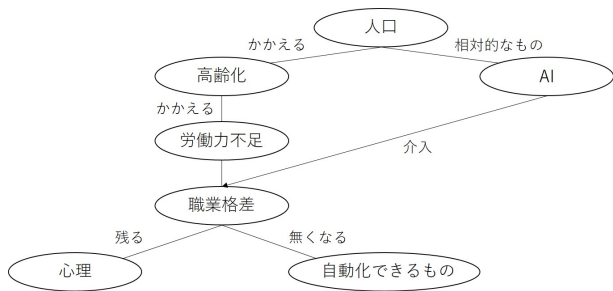 人口
かかえる
相対的なもの
高齢化
AI
かかえる
労働力不足
介入
職業格差
残る
無くなる
心理
自動化できるもの